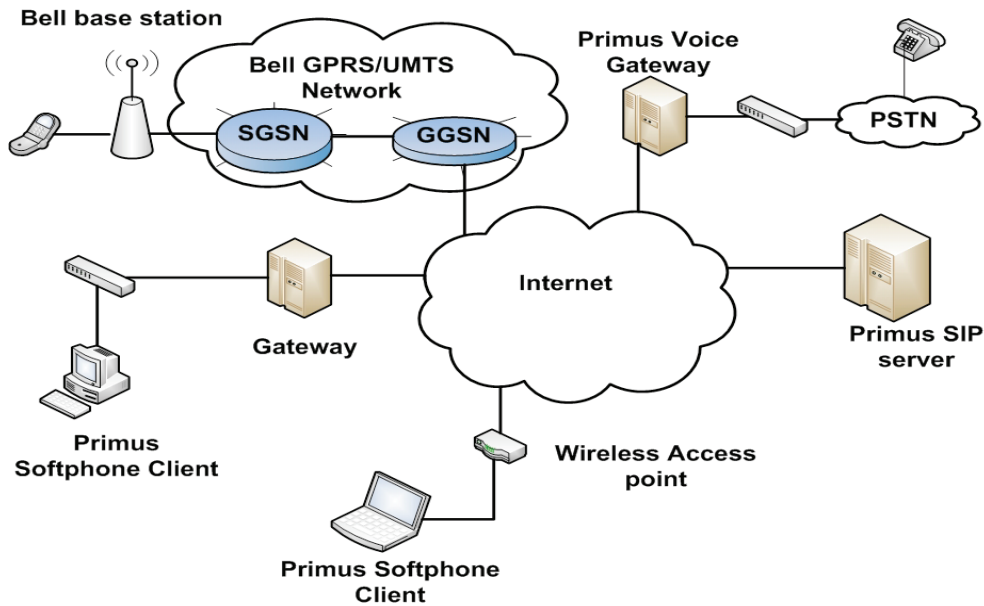 Bell base station
Bell GPRS/UMTS
Network
SGSN
GGSN
Primus Voice
Gateway
PSTN
Internet
Gateway
Primus SIP
server
Primus
Softphone Client
Wireless Access
point
Primus Softphone
Client